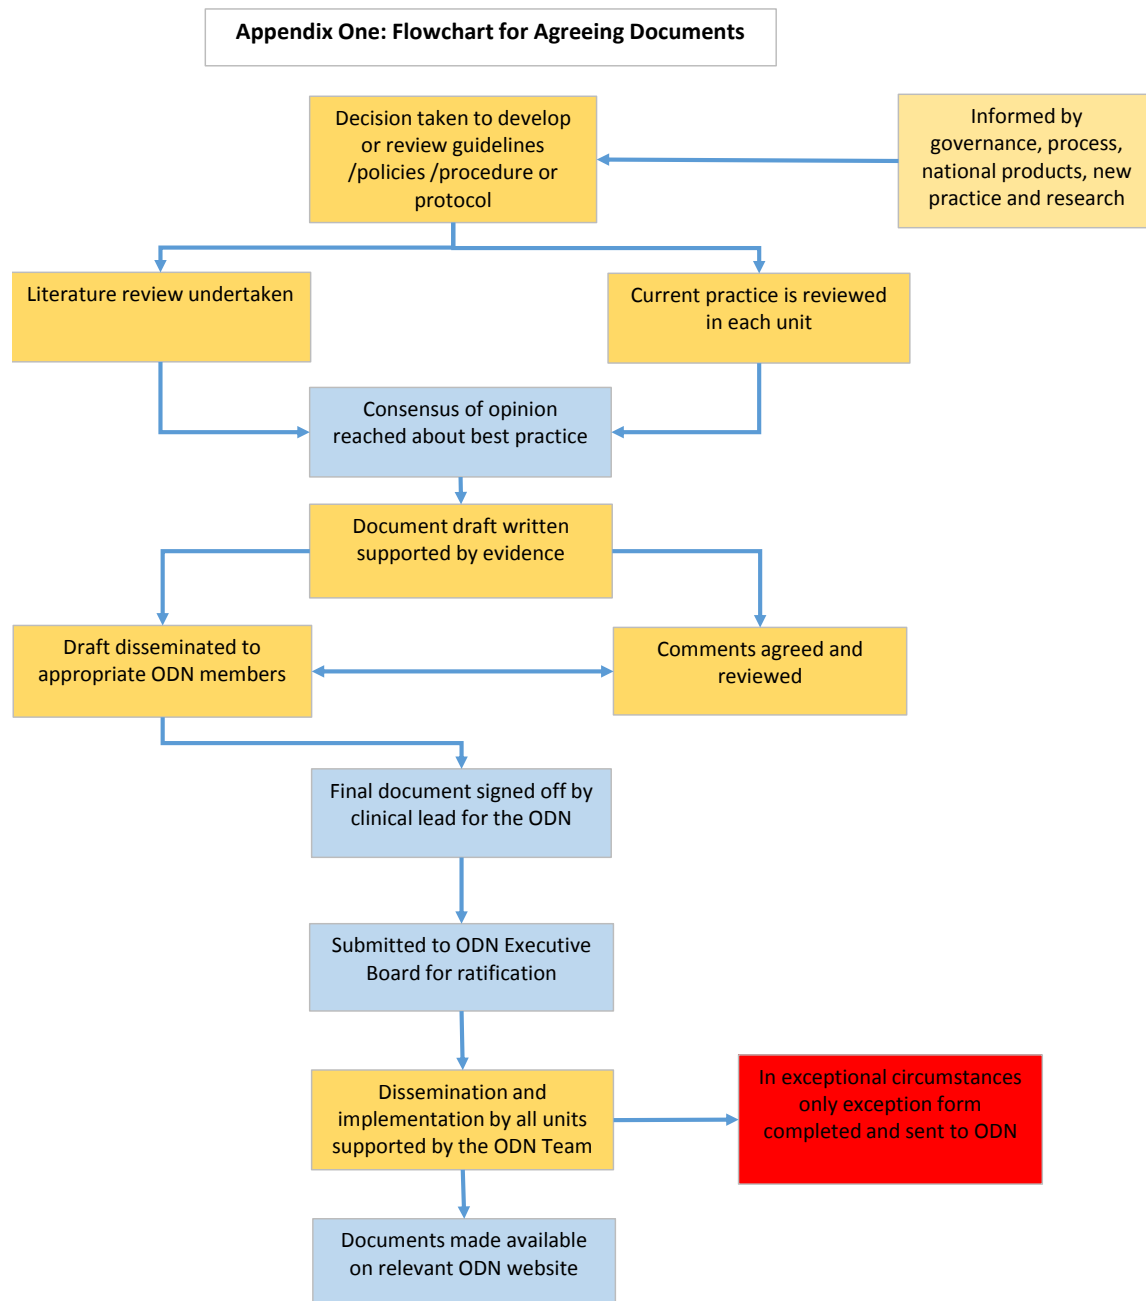 Appendix One: Flowchart for Agreeing Documents
Decision taken to develop
or review guidelines
/policies /procedure or
protocol
Informed by
governance, process,
national products, new
practice and research
Literature review undertaken
Current practice is reviewed
in each unit
Consensus of opinion
reached about best practice
Document draft written
supported by evidence
Draft disseminated to
appropriate ODN members
Comments agreed and
reviewed
Final document signed off by
clinical lead for the ODN
Submitted to ODN Executive
Board for ratification
Dissemination and
implementation by all units
supported by the ODN Team
In exceptional circumstances
only exception form
completed and sent to ODN
Documents made available
on relevant ODN website